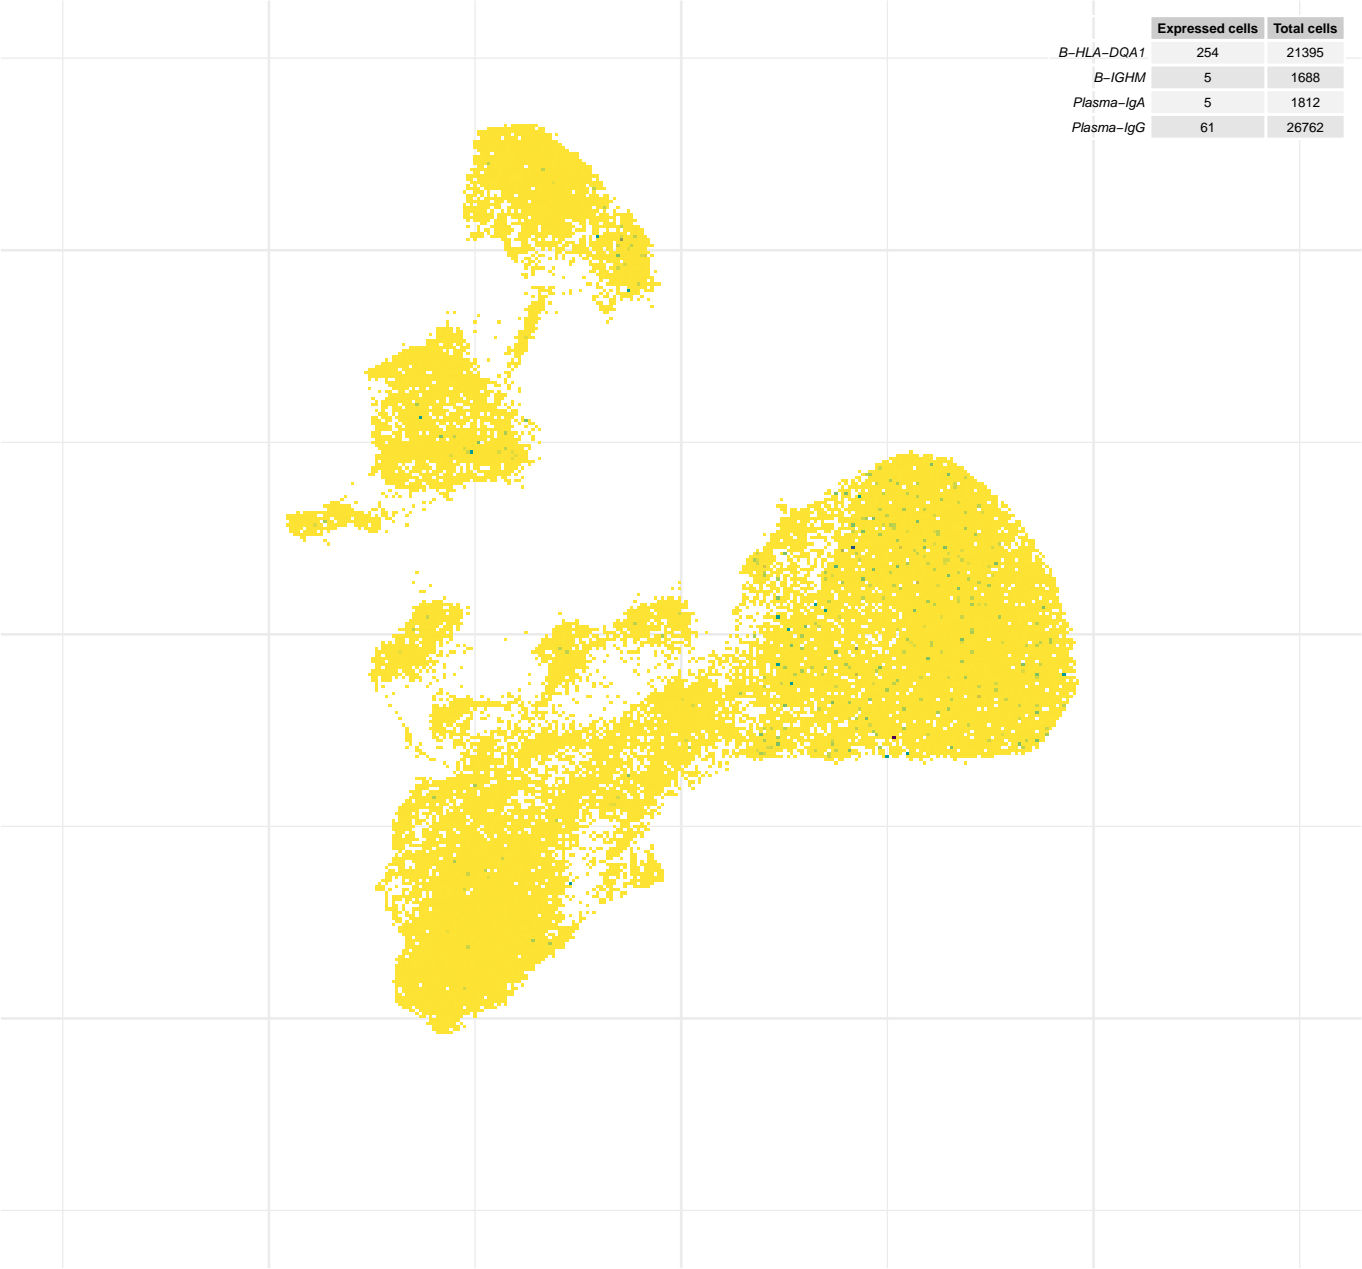 Expressed cells Total cells
B−HLA−DQA1 254 21395
B−IGHM 5 1688
Plasma−IgA 5 1812
Plasma−IgG 61 26762